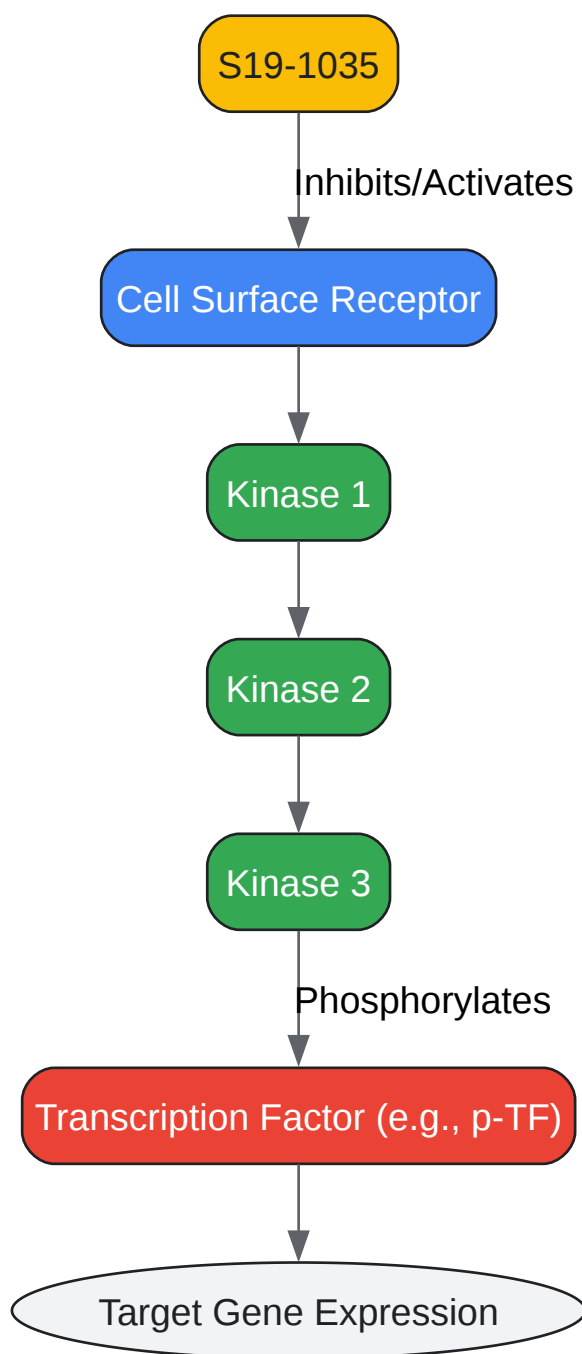 S19-1035
Inhibits/Activates
Cell Surface Receptor
Kinase 1
Kinase 2
Kinase 3
Phosphorylates
Transcription Factor (e.g., p-TF)
Target Gene Expression